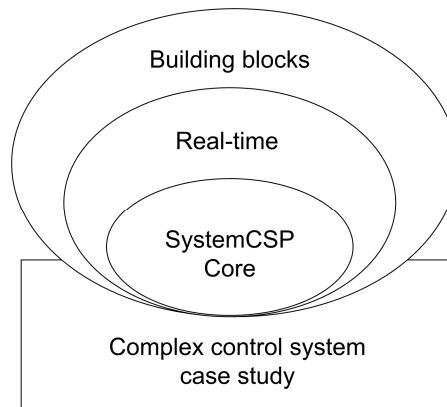 Building blocks
Real-time
SystemCSP
Core
Complex control system
case study